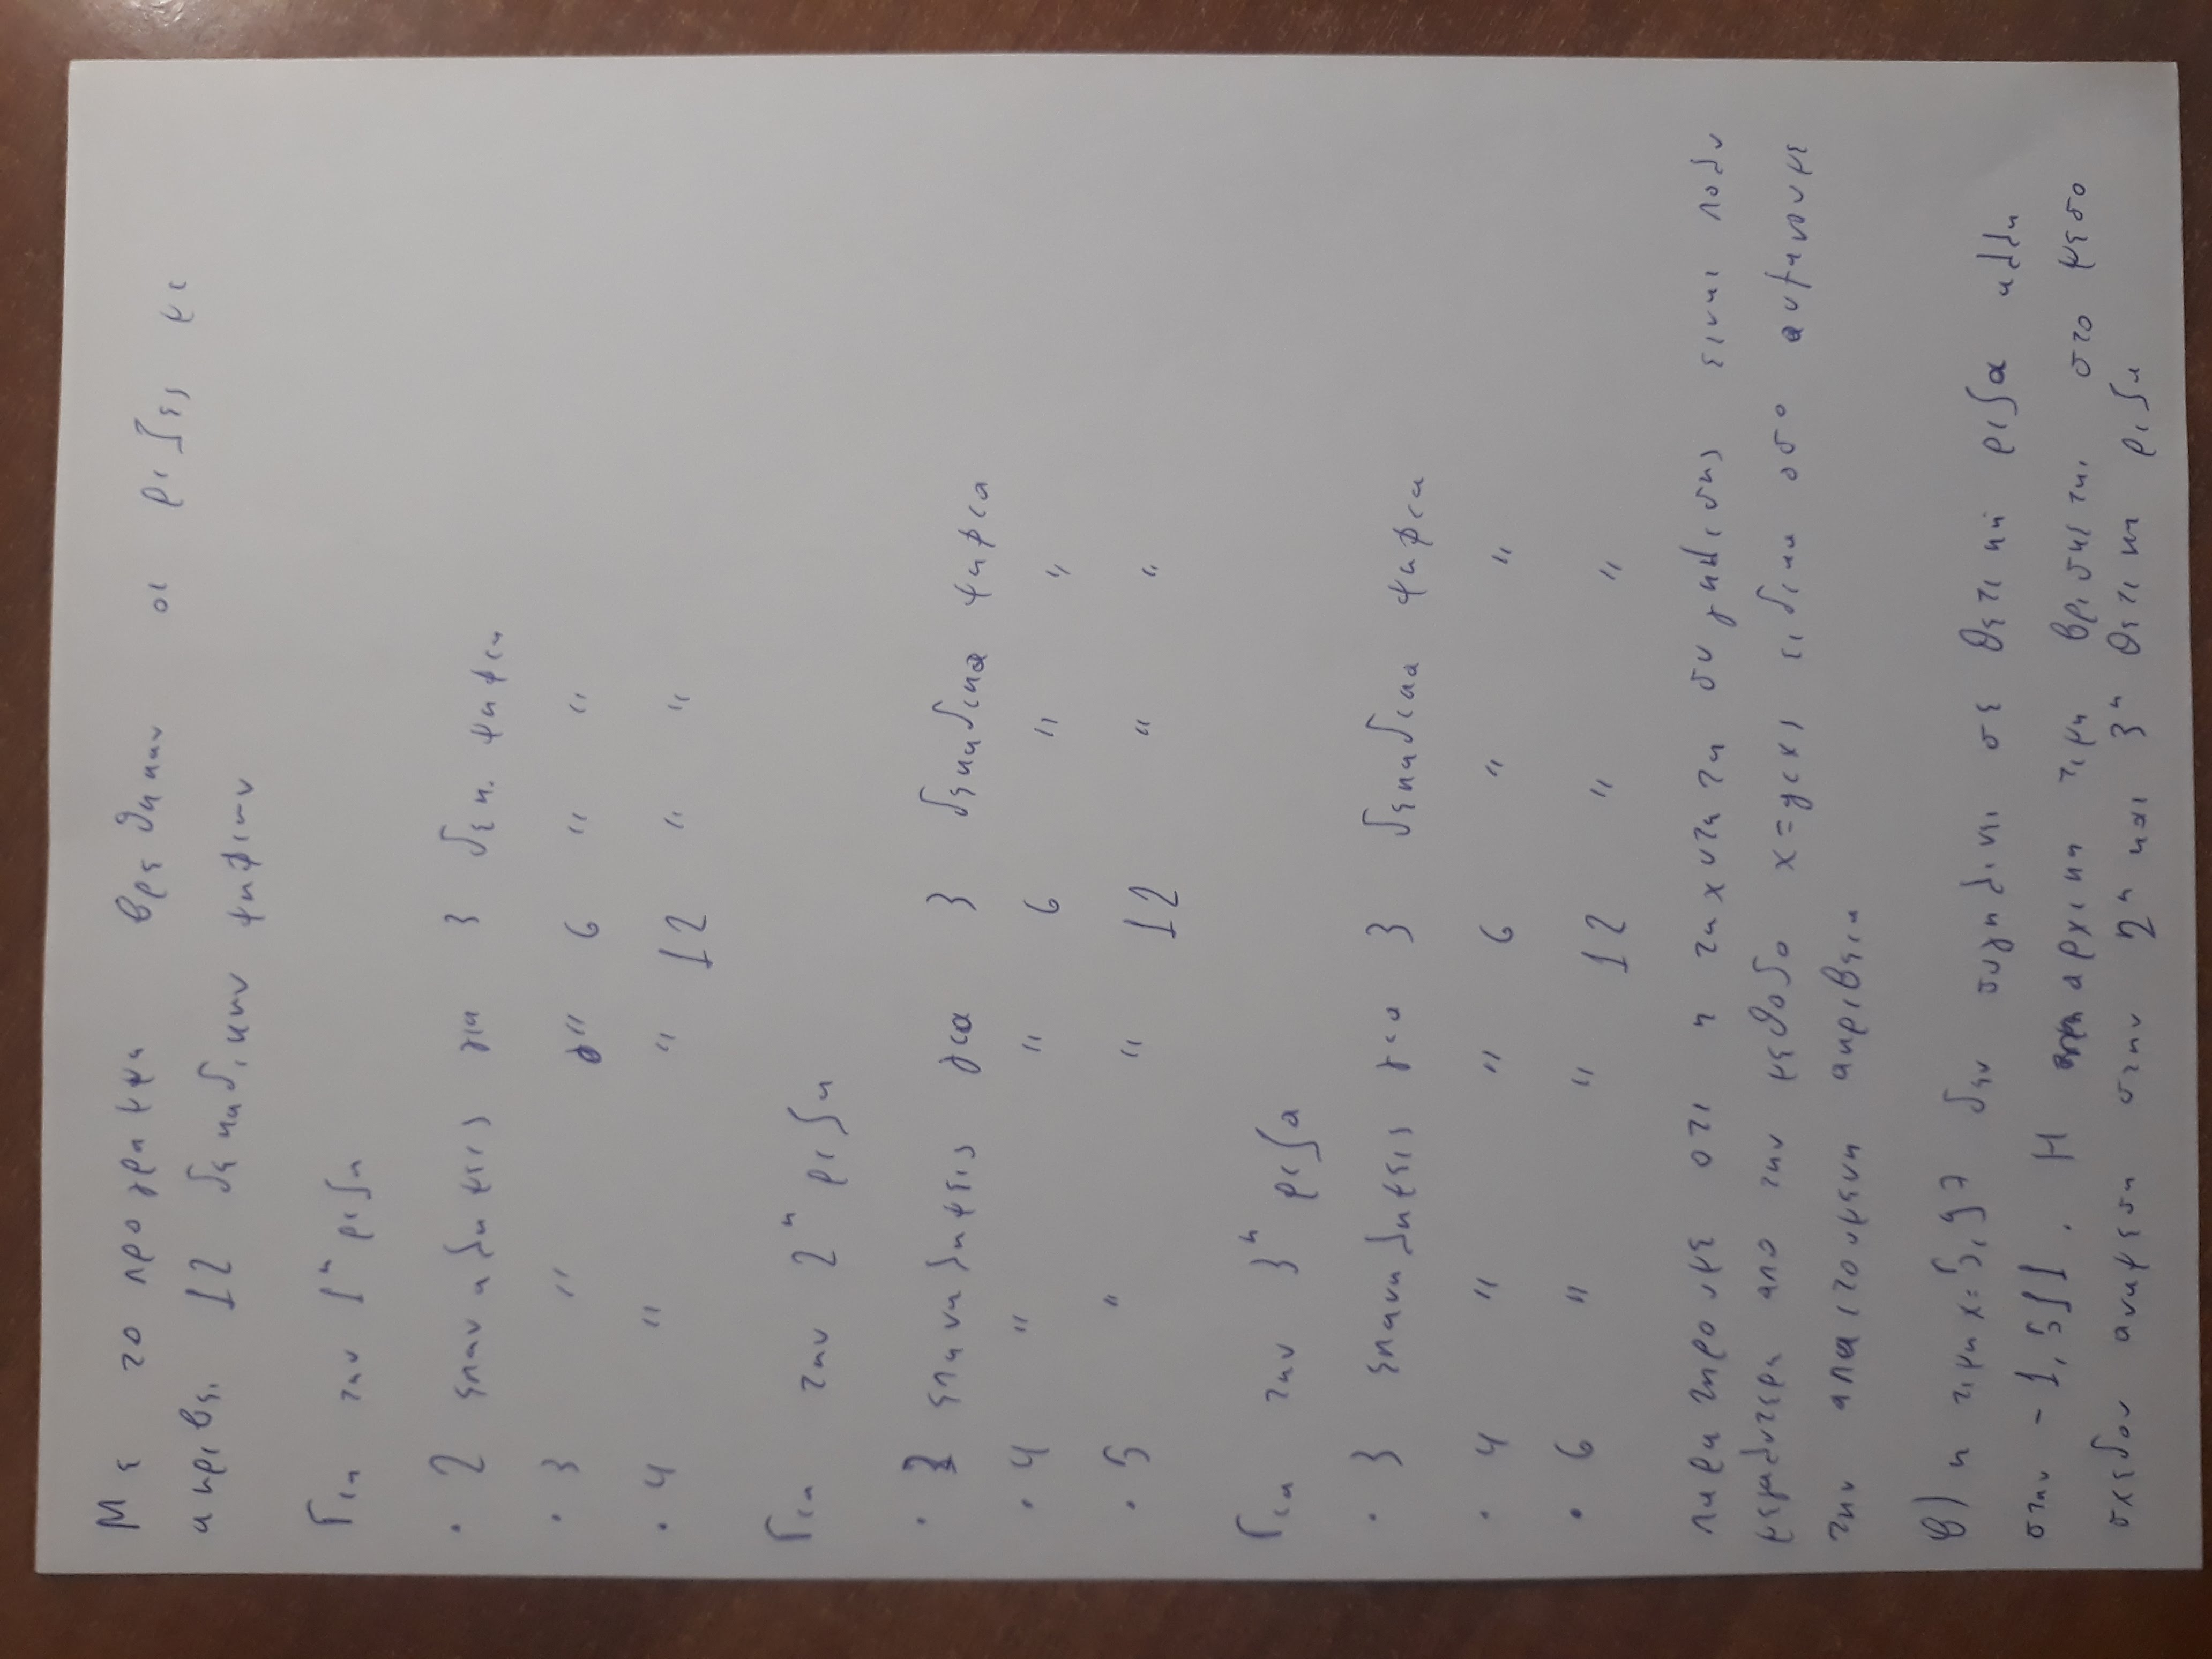 Με το προγραμμα βρεθηκαν οι ριζες με
ακριβει 12 δεκαδικων ψηφιων
Για την 1η ριζα
· 2 επαναληψεις για 3 δεκ. ψηφια
· 3 " " 6 " "
· 4 " " 12 " "
Για την 2η ριζα
· επαναληψεις για 3 δεκαδικα ψηφια
· 4 " " 6 " "
· 5 " " 12 " "
Για την 3η ριζα
· 3 επαναληψεις για 3 δεκαδικα ψηφια
· 4 " " 6 " "
· 6 " " 12 " "
παρατηρουμε οτι η ταχυτητα συγκλισης ειναι πολυ
μεγαλυτερη απο την μεθοδο x=g(x) ειδικα οσο αυξανουμε
την απαιτουμενη ακριβεια
β) η τιμη x=5,97 δεν συγκλινει σε θετικη ριζα αλλα
στην -1,511. Η αρχικη τιμη βρισκεται στο μεσο
σχεδον αναμεσα στην 2η και 3η θετικη ριζα